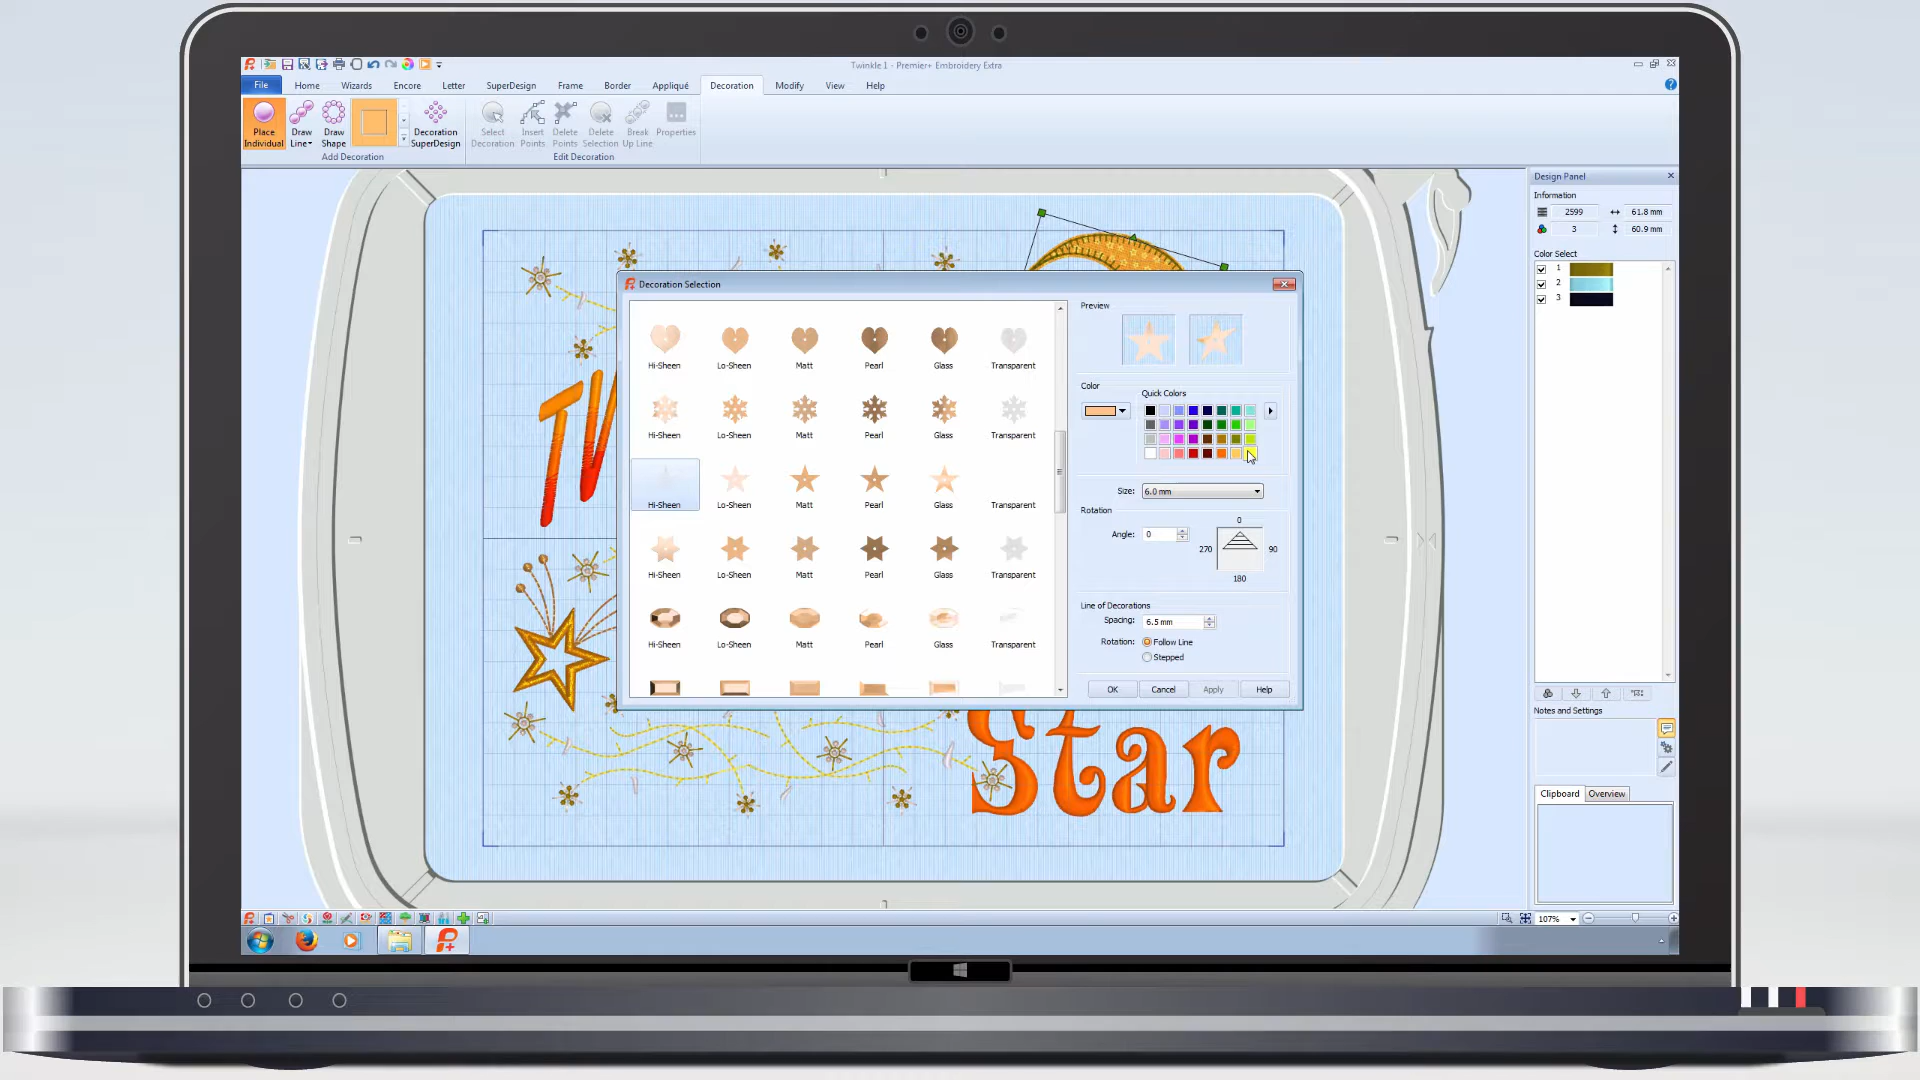 Twinkle 1 - Premier+ Embroidery Extra
File Home Wizards Encore Letter SuperDesign Frame Border Appliqué Decoration Modify View Help
Place Individual
Draw Line
Draw Shape
Decoration SuperDesign
Select Decoration
Insert Points
Delete Points
Delete Selection
Break Up Line
Properties
Add Decoration
Edit Decoration
TW
Star
Decoration Selection
Hi-Sheen Lo-Sheen Matt Pearl Glass Transparent
Hi-Sheen Lo-Sheen Matt Pearl Glass Transparent
Hi-Sheen Lo-Sheen Matt Pearl Glass Transparent
Hi-Sheen Lo-Sheen Matt Pearl Glass Transparent
Hi-Sheen Lo-Sheen Matt Pearl Glass Transparent
Preview
Color
Quick Colors
Size: 6.0 mm
Rotation
Angle: 0
0
270 90
180
Line of Decorations
Spacing: 6.5 mm
Rotation: Follow Line
Stepped
OK Cancel Apply Help
Design Panel
Information
2599 61.8 mm
3 60.9 mm
Color Select
1
2
3
Notes and Settings
Clipboard Overview
107%